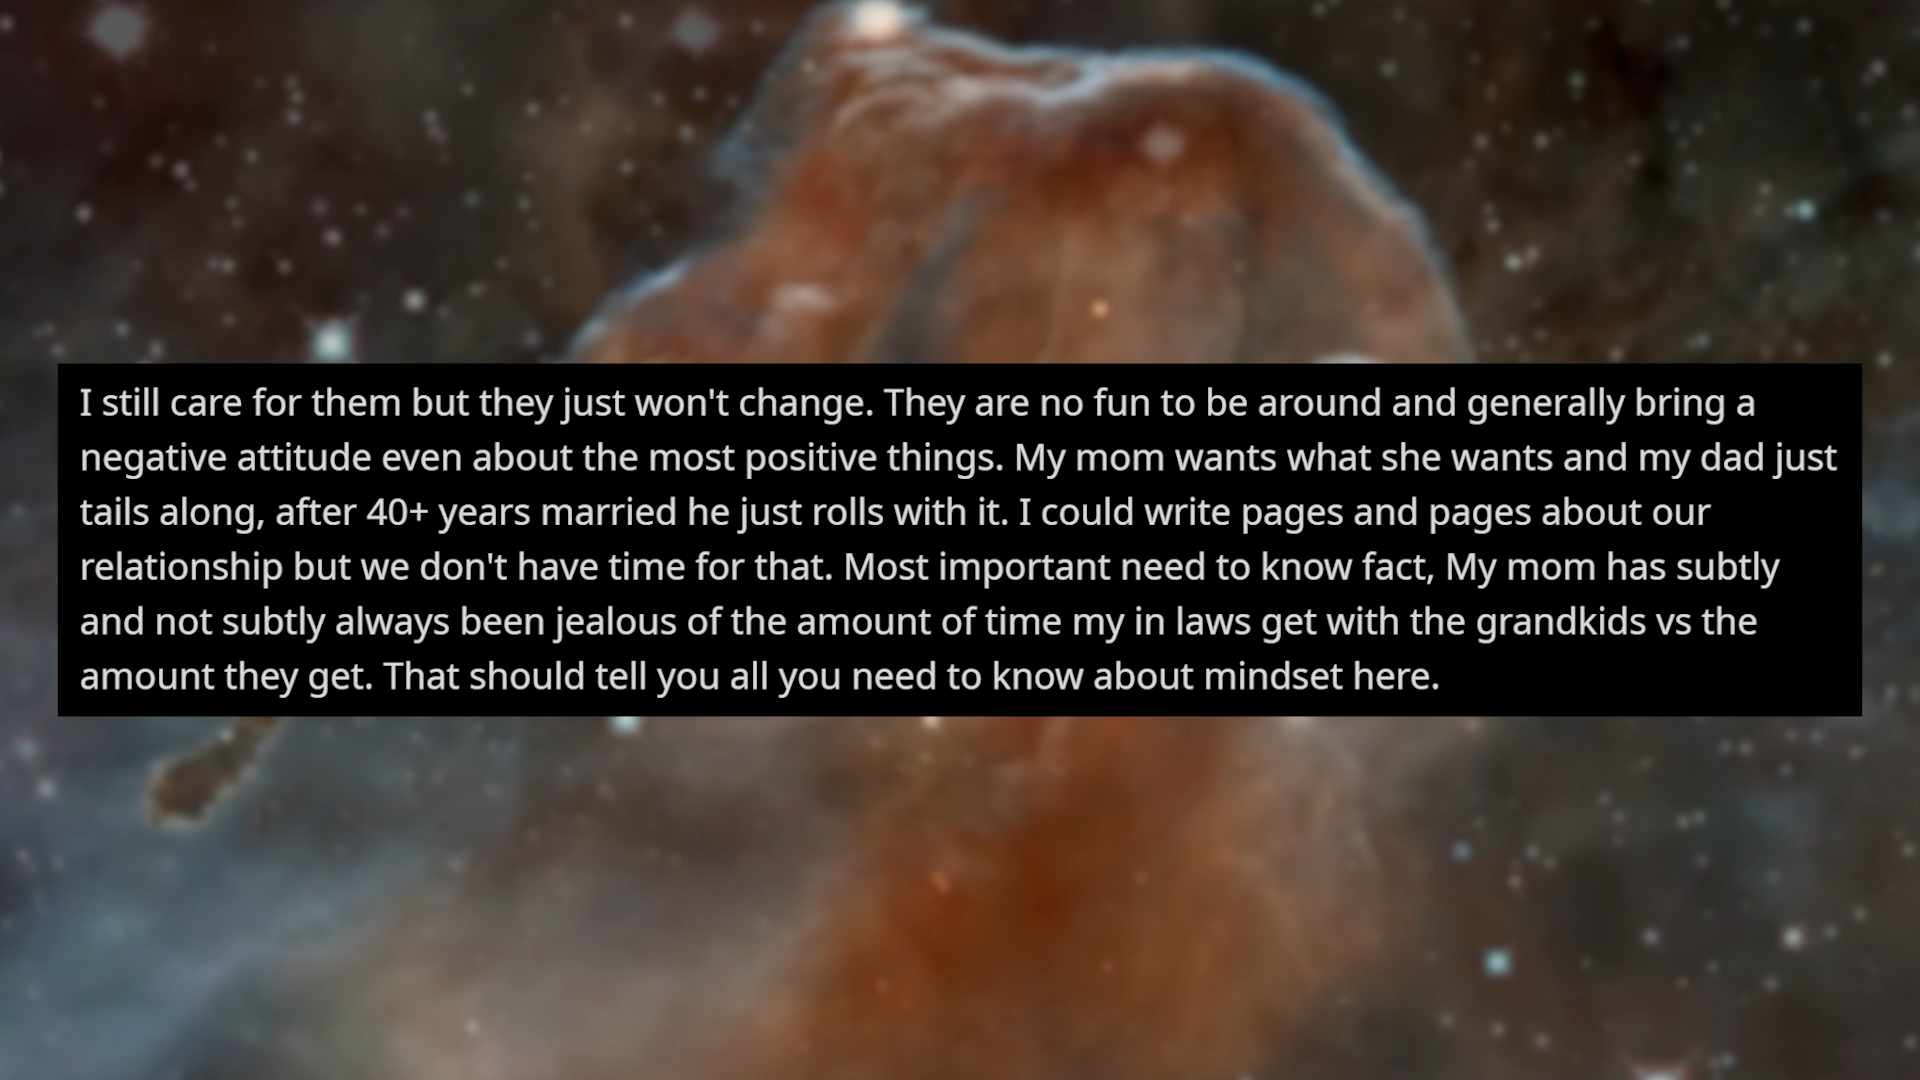 I still care for them but they just won't change. They are no fun to be around and generally bring a
negative attitude even about the most positive things. My mom wants what she wants and my dad just
tails along, after 40+ years married he just rolls with it. I could write pages and pages about our
relationship but we don't have time for that. Most important need to know fact, My mom has subtly
and not subtly always been jealous of the amount of time my in laws get with the grandkids vs the
amount they get. That should tell you all you need to know about mindset here.